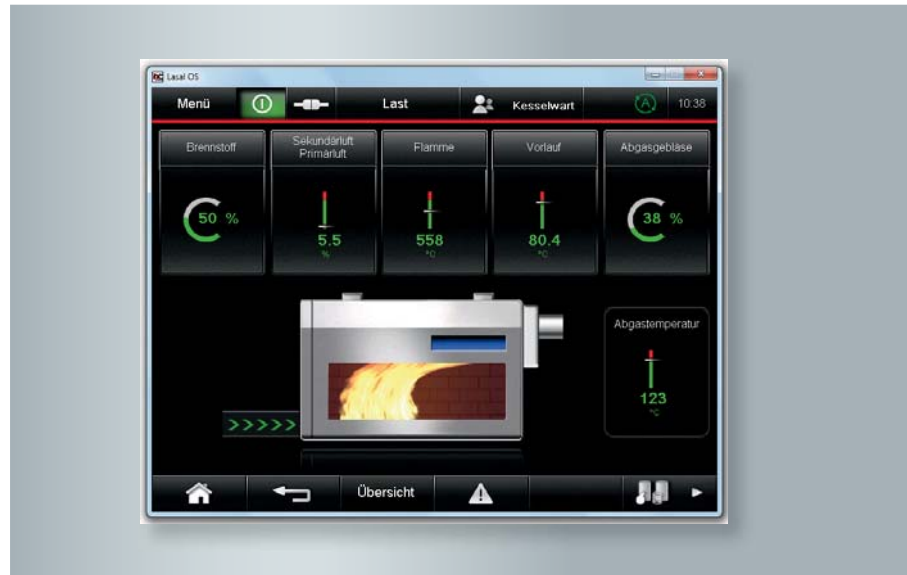 Lasal OS
Menü Last Kesselwart A 10:38
Brennstoff Sekundärluft Flamme Vorlauf Abgasgebläse
Primärluft
50 % 5.5 558 80.4 38 %
% °C °C
Abgastemperatur
123
°C
>>>>>
Übersicht